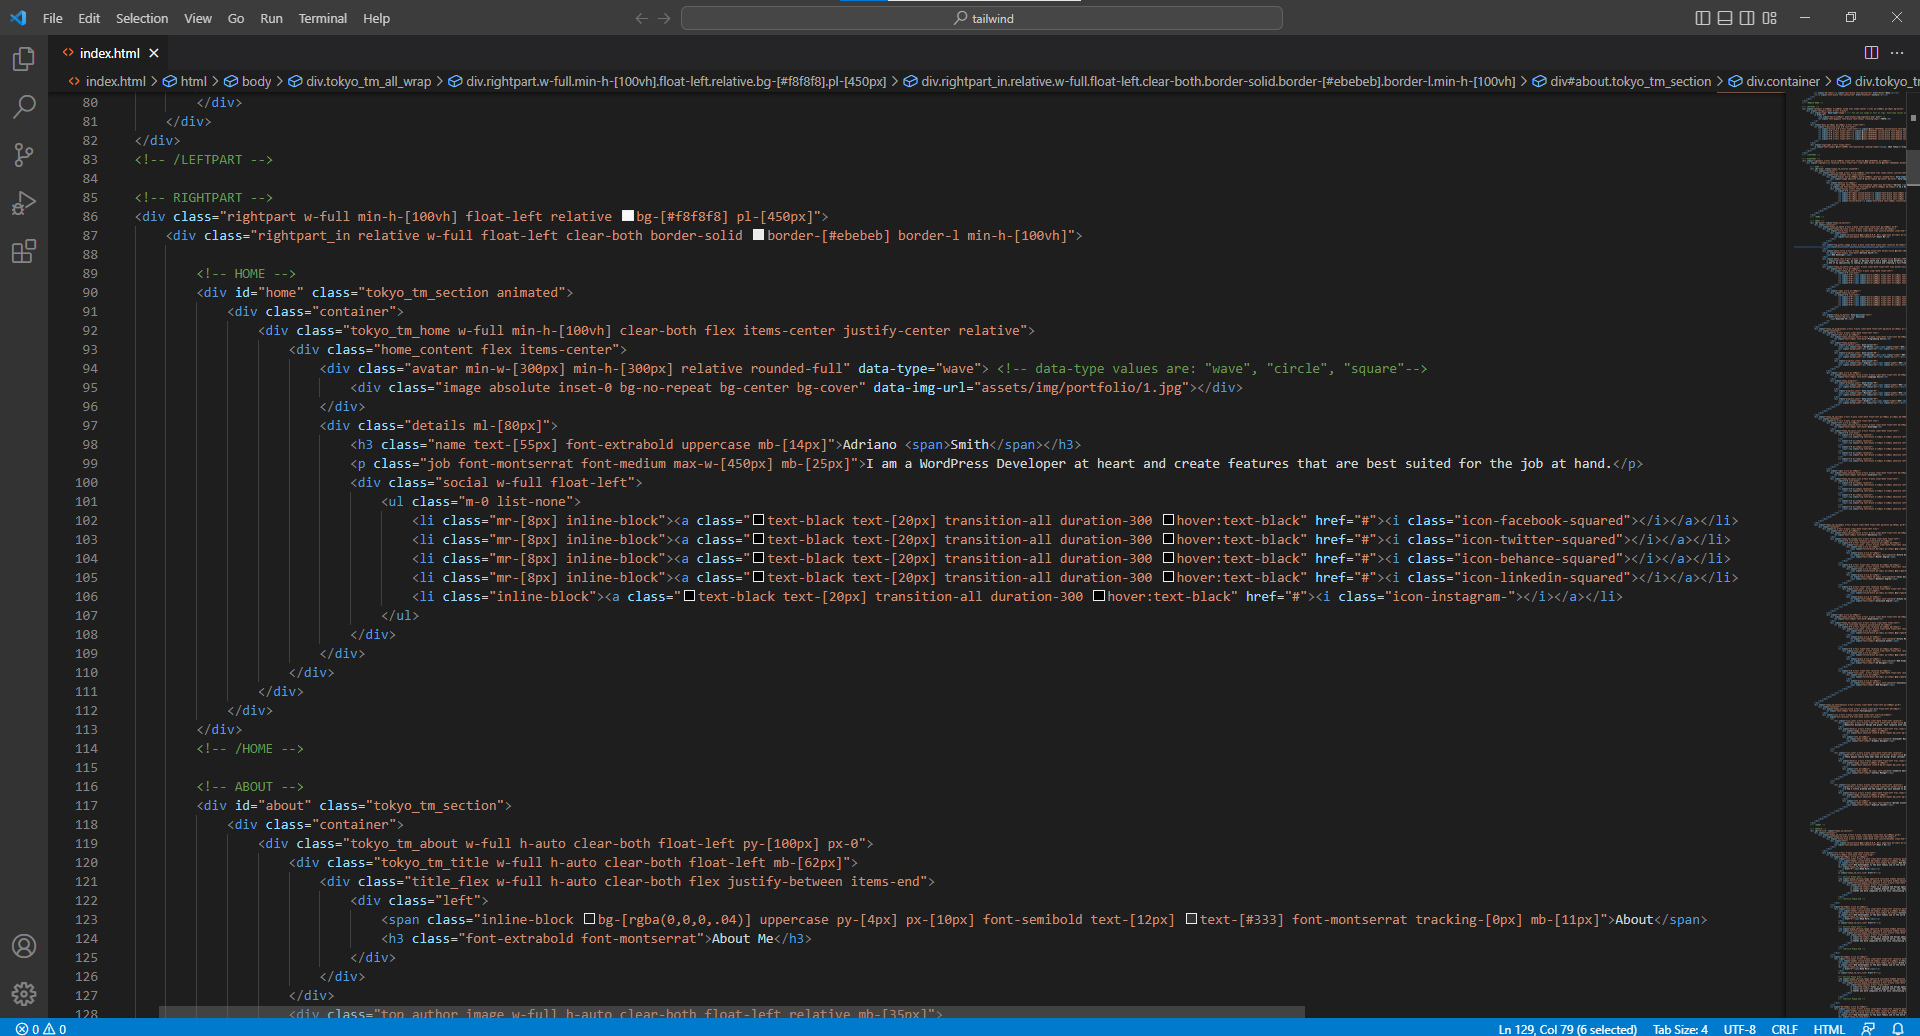 File Edit Selection View Go Run Terminal Help
tailwind
index.html
index.html > html > body > div.tokyo_tm_all_wrap > div.rightpart.w-full.min-h-[100vh].float-left.relative.bg-[#f8f8f8].pl-[450px] > div.rightpart_in.relative.w-full.float-left.clear-both.border-solid.border-[#ebebeb].border-l.min-h-[100vh] > div#about.tokyo_tm_section > div.container > div.tokyo_tm
80 </div>
81 </div>
82 </div>
83 <!-- /LEFTPART -->
84
85 <!-- RIGHTPART -->
86 <div class="rightpart w-full min-h-[100vh] float-left relative bg-[#f8f8f8] pl-[450px]">
87 <div class="rightpart_in relative w-full float-left clear-both border-solid border-[#ebebeb] border-l min-h-[100vh]">
88
89 <!-- HOME -->
90 <div id="home" class="tokyo_tm_section animated">
91 <div class="container">
92 <div class="tokyo_tm_home w-full min-h-[100vh] clear-both flex items-center justify-center relative">
93 <div class="home_content flex items-center">
94 <div class="avatar min-w-[300px] min-h-[300px] relative rounded-full" data-type="wave"> <!-- data-type values are: "wave", "circle", "square"-->
95 <div class="image absolute inset-0 bg-no-repeat bg-center bg-cover" data-img-url="assets/img/portfolio/1.jpg"></div>
96 </div>
97 <div class="details ml-[80px]">
98 <h3 class="name text-[55px] font-extrabold uppercase mb-[14px]">Adriano <span>Smith</span></h3>
99 <p class="job font-montserrat font-medium max-w-[450px] mb-[25px]">I am a WordPress Developer at heart and create features that are best suited for the job at hand.</p>
100 <div class="social w-full float-left">
101 <ul class="m-0 list-none">
102 <li class="mr-[8px] inline-block"><a class="text-black text-[20px] transition-all duration-300 hover:text-black" href="#"><i class="icon-facebook-squared"></i></a></li>
103 <li class="mr-[8px] inline-block"><a class="text-black text-[20px] transition-all duration-300 hover:text-black" href="#"><i class="icon-twitter-squared"></i></a></li>
104 <li class="mr-[8px] inline-block"><a class="text-black text-[20px] transition-all duration-300 hover:text-black" href="#"><i class="icon-behance-squared"></i></a></li>
105 <li class="mr-[8px] inline-block"><a class="text-black text-[20px] transition-all duration-300 hover:text-black" href="#"><i class="icon-linkedin-squared"></i></a></li>
106 <li class="inline-block"><a class="text-black text-[20px] transition-all duration-300 hover:text-black" href="#"><i class="icon-instagram-"></i></a></li>
107 </ul>
108 </div>
109 </div>
110 </div>
111 </div>
112 </div>
113 </div>
114 <!-- /HOME -->
115
116 <!-- ABOUT -->
117 <div id="about" class="tokyo_tm_section">
118 <div class="container">
119 <div class="tokyo_tm_about w-full h-auto clear-both float-left py-[100px] px-0">
120 <div class="tokyo_tm_title w-full h-auto clear-both float-left mb-[62px]">
121 <div class="title_flex w-full h-auto clear-both flex justify-between items-end">
122 <div class="left">
123 <span class="inline-block bg-[rgba(0,0,0,.04)] uppercase py-[4px] px-[10px] font-semibold text-[12px] text-[#333] font-montserrat tracking-[0px] mb-[11px]">About</span>
124 <h3 class="font-extrabold font-montserrat">About Me</h3>
125 </div>
126 </div>
127 </div>
128 <div class="top_author_image w-full h-auto clear-both float-left relative mb-[35px]">
0 0 Ln 129, Col 79 (6 selected) Tab Size: 4 UTF-8 CRLF HTML